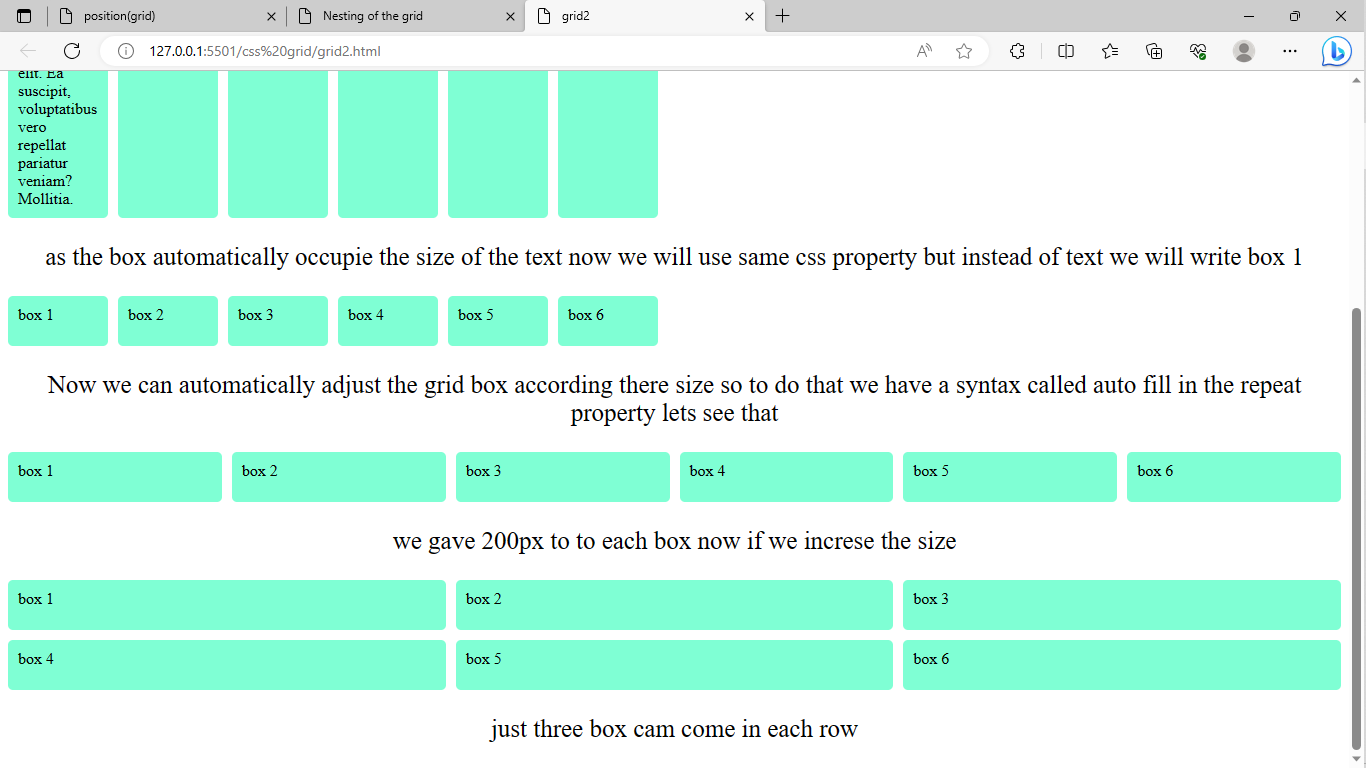 position(grid)
Nesting of the grid
grid2
127.0.0.1:5501/css%20grid/grid2.html
elit. Ea
suscipit,
voluptatibus
vero
repellat
pariatur
veniam?
Mollitia.
as the box automatically occupie the size of the text now we will use same css property but instead of text we will write box 1
box 1
box 2
box 3
box 4
box 5
box 6
Now we can automatically adjust the grid box according there size so to do that we have a syntax called auto fill in the repeat
property lets see that
box 1
box 2
box 3
box 4
box 5
box 6
we gave 200px to to each box now if we increse the size
box 1
box 2
box 3
box 4
box 5
box 6
just three box cam come in each row